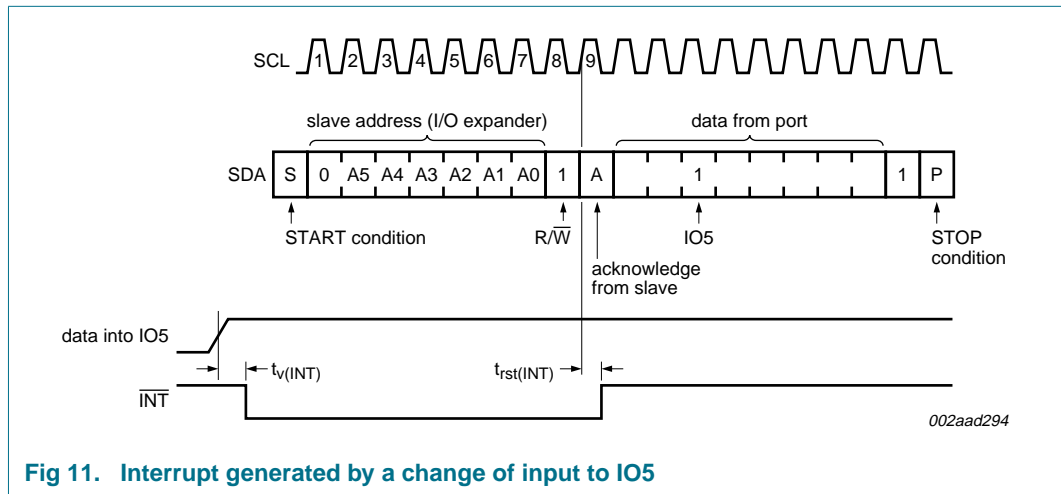 SCL 1 2 3 4 5 6 7 8 9
slave address (I/O expander) data from port
SDA S 0 A5 A4 A3 A2 A1 A0 1 A 1 1 P
START condition R/W̅ IO5 STOP
condition
acknowledge
from slave
data into IO5
tv(INT) trst(INT)
I̅N̅T̅
002aad294
Fig 11. Interrupt generated by a change of input to IO5